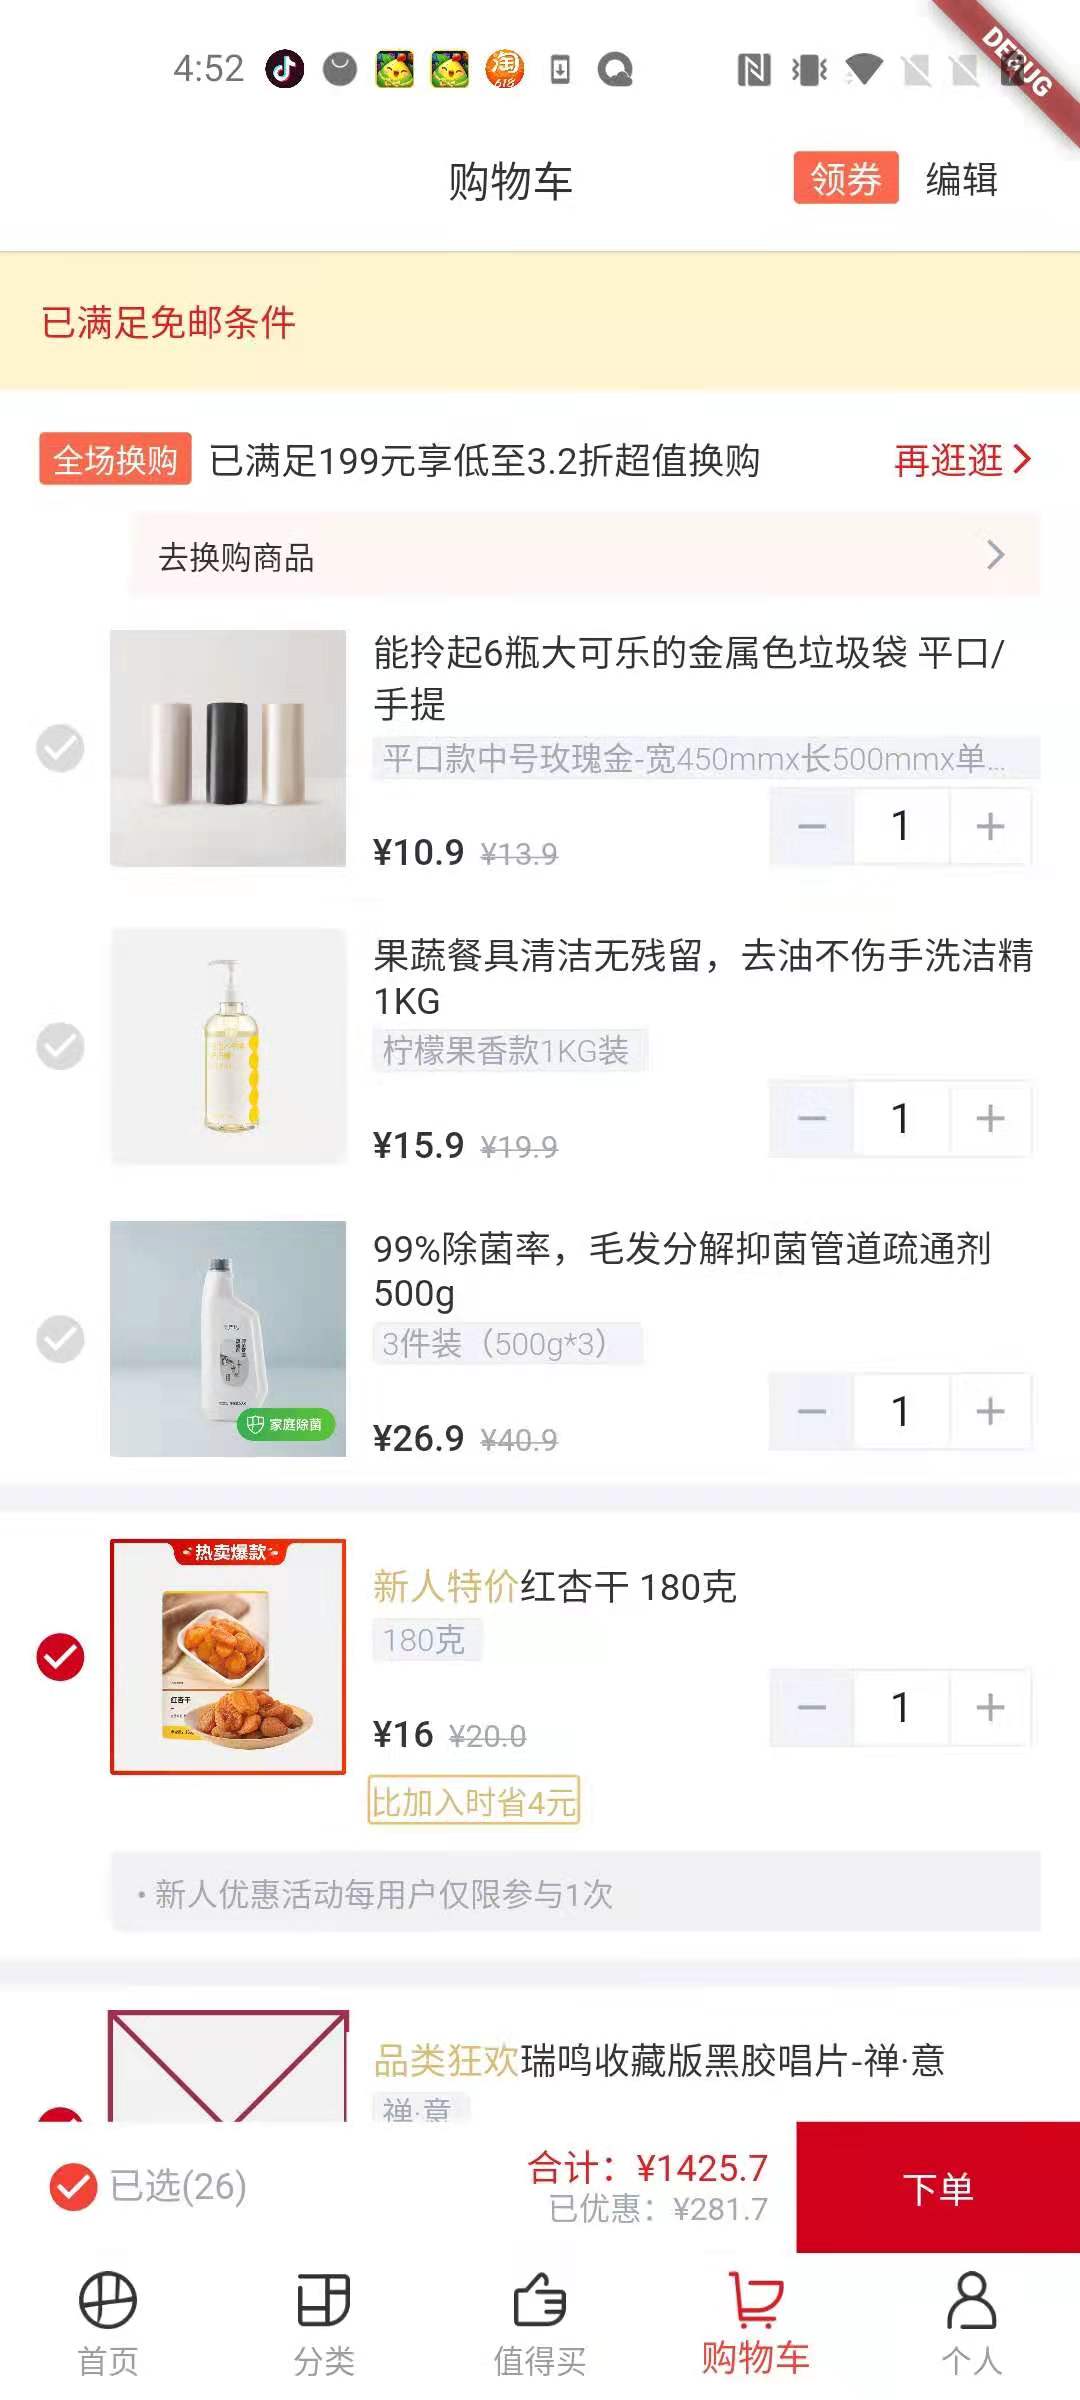 4:52
DEBUG
购物车
领券
编辑
已满足免邮条件
全场换购 已满足199元享低至3.2折超值换购 再逛逛
去换购商品
能拎起6瓶大可乐的金属色垃圾袋 平口/
手提
平口款中号玫瑰金-宽450mmx长500mmx单...
¥10.9 ¥13.9
1
果蔬餐具清洁无残留，去油不伤手洗洁精
1KG
柠檬果香款1KG装
¥15.9 ¥19.9
1
99%除菌率，毛发分解抑菌管道疏通剂
500g
3件装（500g*3）
家庭除菌
¥26.9 ¥40.9
1
热卖爆款
红杏干
新人特价红杏干 180克
180克
¥16 ¥20.0
1
比加入时省4元
• 新人优惠活动每用户仅限参与1次
品类狂欢瑞鸣收藏版黑胶唱片-禅·意
禅·意
已选(26)
合计：¥1425.7
已优惠：¥281.7
下单
首页
分类
值得买
购物车
个人